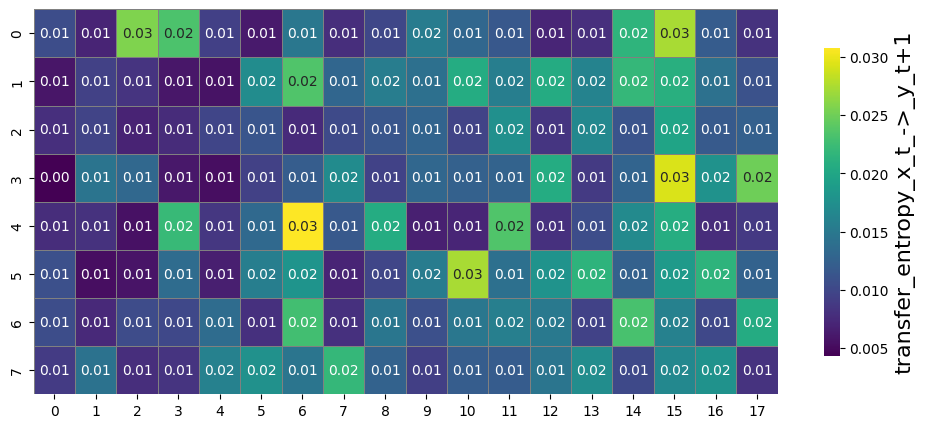 0 0.01 0.01 0.03 0.02 0.01 0.01 0.01 0.01 0.01 0.02 0.01 0.01 0.01 0.01 0.02 0.03 0.01 0.01
1 0.01 0.01 0.01 0.01 0.01 0.02 0.02 0.01 0.02 0.01 0.02 0.02 0.02 0.02 0.02 0.02 0.01 0.01
2 0.01 0.01 0.01 0.01 0.01 0.01 0.01 0.01 0.01 0.01 0.01 0.02 0.01 0.02 0.01 0.02 0.01 0.01
3 0.00 0.01 0.01 0.01 0.01 0.01 0.01 0.02 0.01 0.01 0.01 0.01 0.02 0.01 0.01 0.03 0.02 0.02
4 0.01 0.01 0.01 0.02 0.01 0.01 0.03 0.01 0.02 0.01 0.01 0.02 0.01 0.01 0.02 0.02 0.01 0.01
5 0.01 0.01 0.01 0.01 0.01 0.02 0.02 0.01 0.01 0.02 0.03 0.01 0.02 0.02 0.01 0.02 0.02 0.01
6 0.01 0.01 0.01 0.01 0.01 0.01 0.02 0.01 0.01 0.01 0.01 0.02 0.02 0.01 0.02 0.02 0.01 0.02
7 0.01 0.01 0.01 0.01 0.02 0.02 0.01 0.02 0.01 0.01 0.01 0.01 0.01 0.02 0.01 0.02 0.02 0.01
0 1 2 3 4 5 6 7 8 9 10 11 12 13 14 15 16 17
0.030
0.025
0.020
0.015
0.010
0.005
transfer_entropy_x_t_->_y_t+1